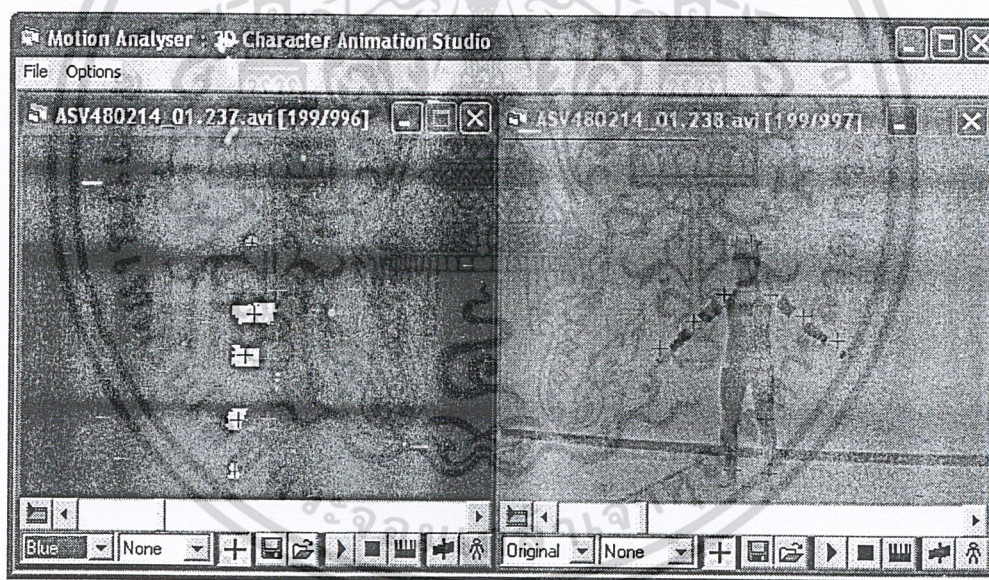 Motion Analyser : 3D Character Animation Studio
File Options
ASV480214_01.237.avi [199/996]
ASV480214_01.238.avi [199/997]
Blue None
Original None